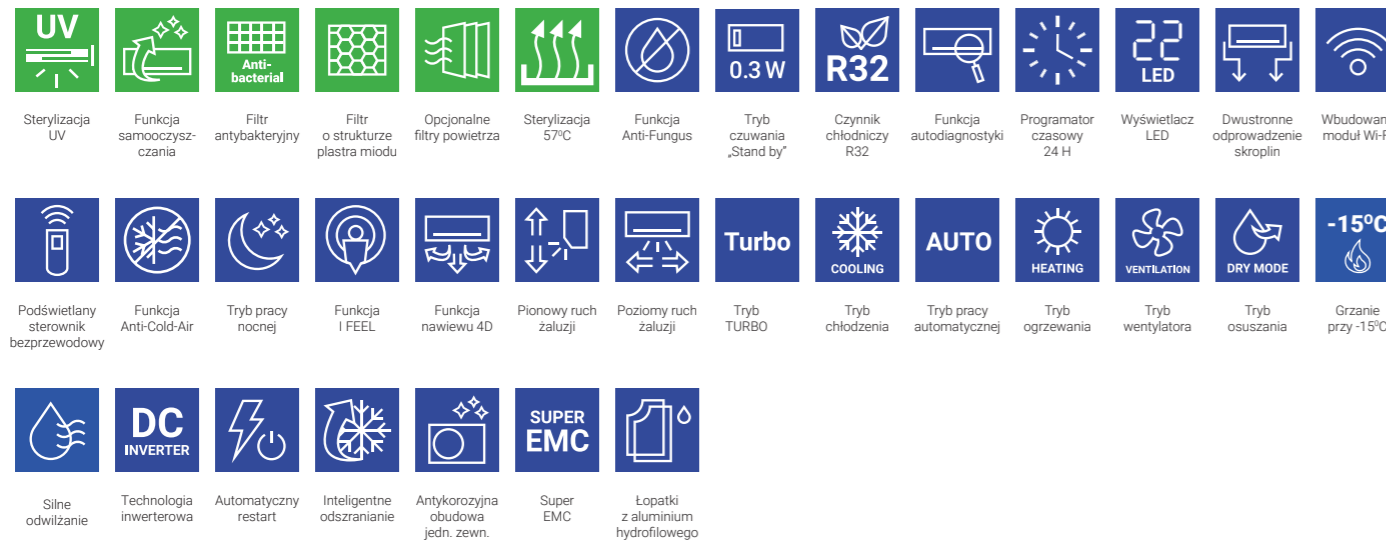 UV
Anti-
bacterial
0.3 W
R32
22
LED
Sterylizacja
UV
Funkcja
samooczysz-
czania
Filtr
antybakteryjny
Filtr
o strukturze
plastra miodu
Opcjonalne
filtry powietrza
Sterylizacja
57ºC
Funkcja
Anti-Fungus
Tryb
czuwania
„Stand by”
Czynnik
chłodniczy
R32
Funkcja
autodiagnostyki
Programator
czasowy
24 H
Wyświetlacz
LED
Dwustronne
odprowadzenie
skroplin
Wbudowan
moduł Wi-F
Turbo
COOLING
AUTO
HEATING
VENTILATION
DRY MODE
-15ºC
Podświetlany
sterownik
bezprzewodowy
Funkcja
Anti-Cold-Air
Tryb pracy
nocnej
Funkcja
I FEEL
Funkcja
nawiewu 4D
Pionowy ruch
żaluzji
Poziomy ruch
żaluzji
Tryb
TURBO
Tryb
chłodzenia
Tryb pracy
automatycznej
Tryb
ogrzewania
Tryb
wentylatora
Tryb
osuszania
Grzanie
przy -15ºC
DC
INVERTER
SUPER
EMC
Silne
odwilżanie
Technologia
inwerterowa
Automatyczny
restart
Inteligentne
odszranianie
Antykorozyjna
obudowa
jedn. zewn.
Super
EMC
Łopatki
z aluminium
hydrofilowego